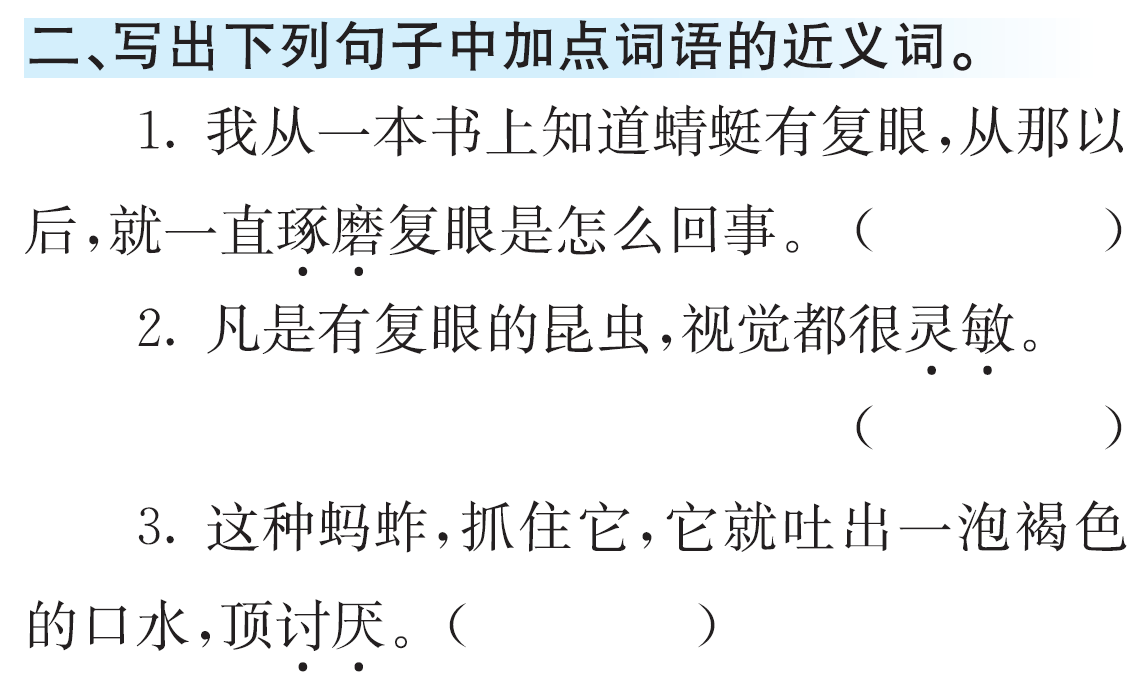 二、写出下列句子中加点词语的近义词。
1. 我从一本书上知道蜻蜓有复眼,从那以
后,就一直琢磨复眼是怎么回事。(　　　　)
2. 凡是有复眼的昆虫,视觉都很灵敏。
(　　　　)
3. 这种蚂蚱,抓住它,它就吐出一泡褐色
的口水,顶讨厌。(　　　　)